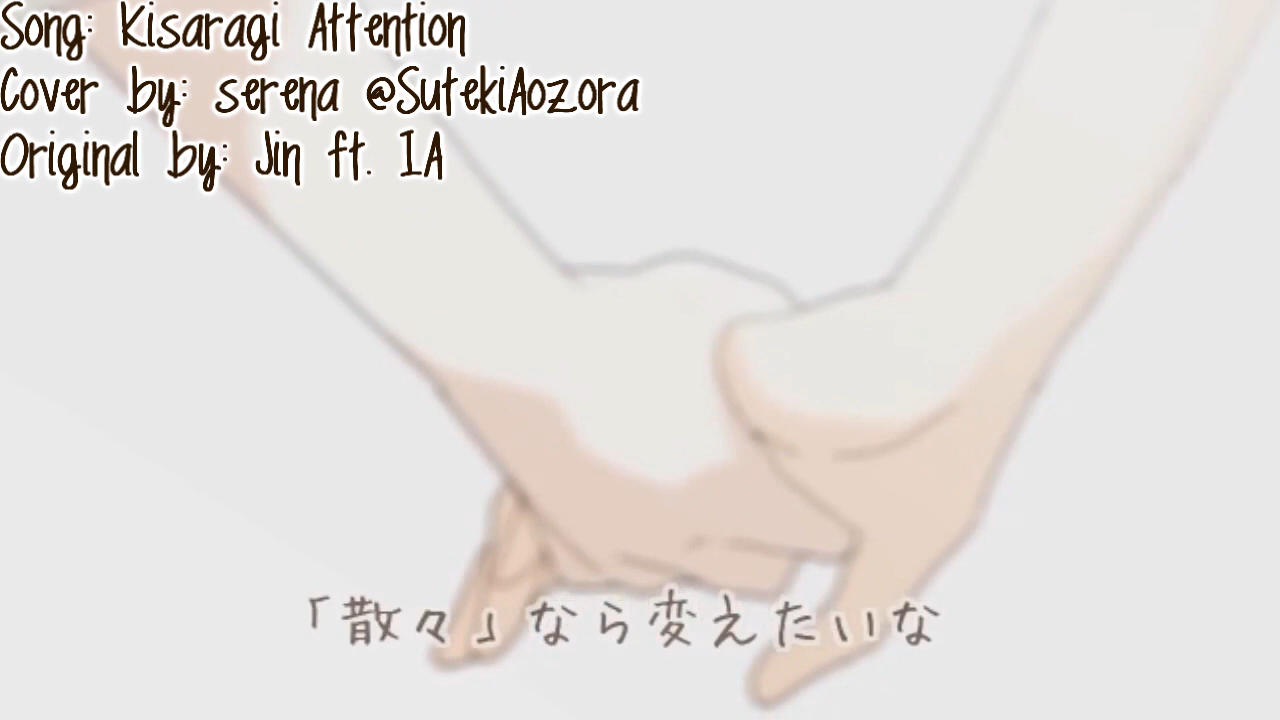 Song: Kisaragi Attention
Cover by: serena @SutekiAozora
Original by: Jin ft. IA
「散々」なら変えたいな